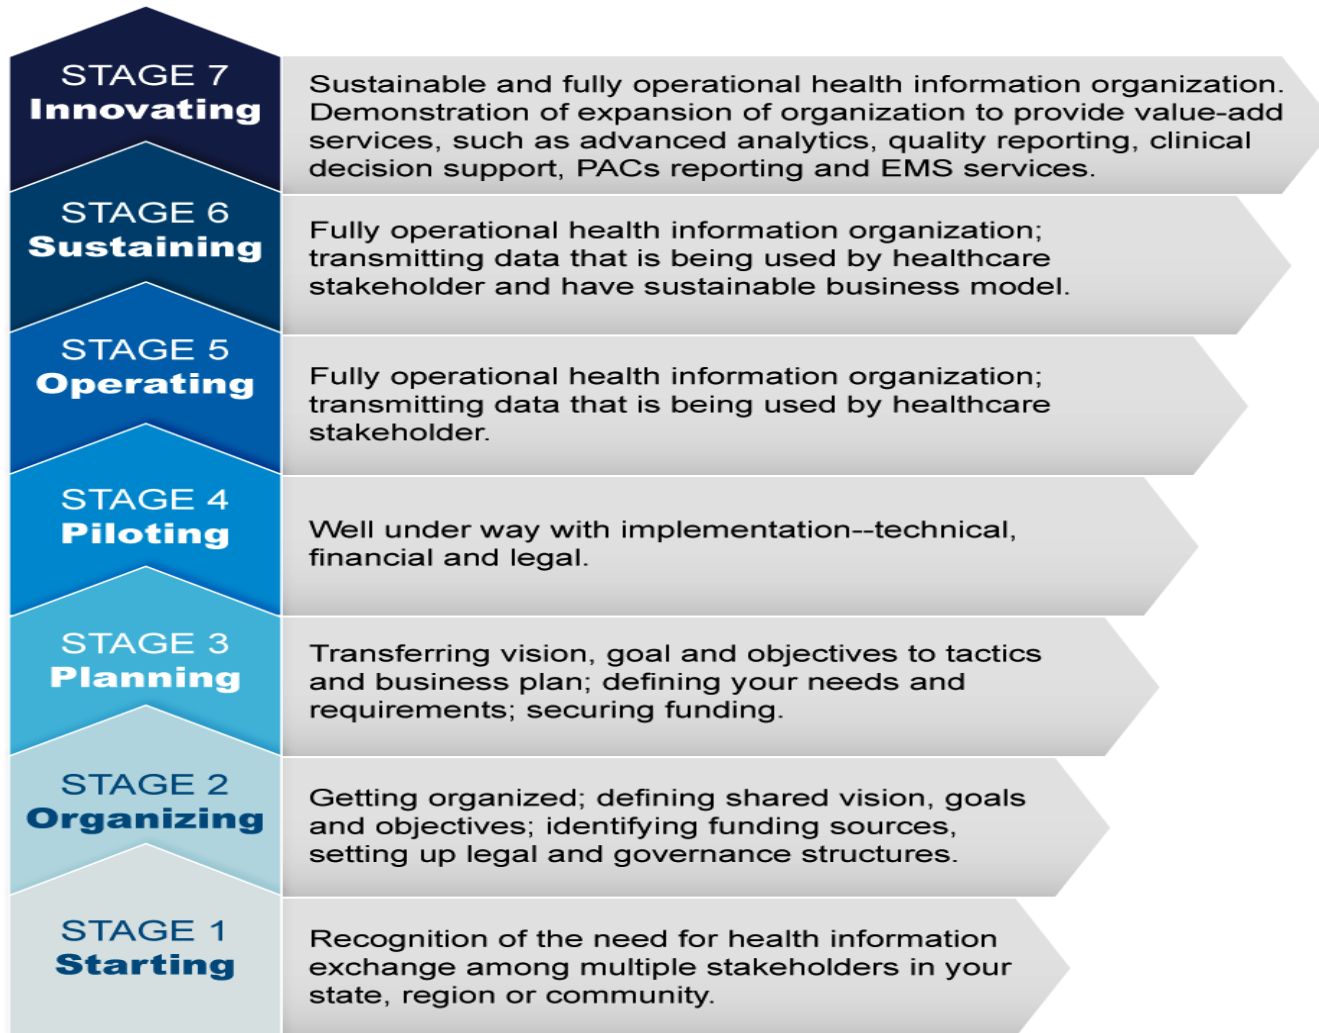 STAGE 7
Innovating
Sustainable and fully operational health information organization.
Demonstration of expansion of organization to provide value-add
services, such as advanced analytics, quality reporting, clinical
decision support, PACs reporting and EMS services.
STAGE 6
Sustaining
Fully operational health information organization;
transmitting data that is being used by healthcare
stakeholder and have sustainable business model.
STAGE 5
Operating
Fully operational health information organization;
transmitting data that is being used by healthcare
stakeholder.
STAGE 4
Piloting
Well under way with implementation--technical,
financial and legal.
STAGE 3
Planning
Transferring vision, goal and objectives to tactics
and business plan; defining your needs and
requirements; securing funding.
STAGE 2
Organizing
Getting organized; defining shared vision, goals
and objectives; identifying funding sources,
setting up legal and governance structures.
STAGE 1
Starting
Recognition of the need for health information
exchange among multiple stakeholders in your
state, region or community.